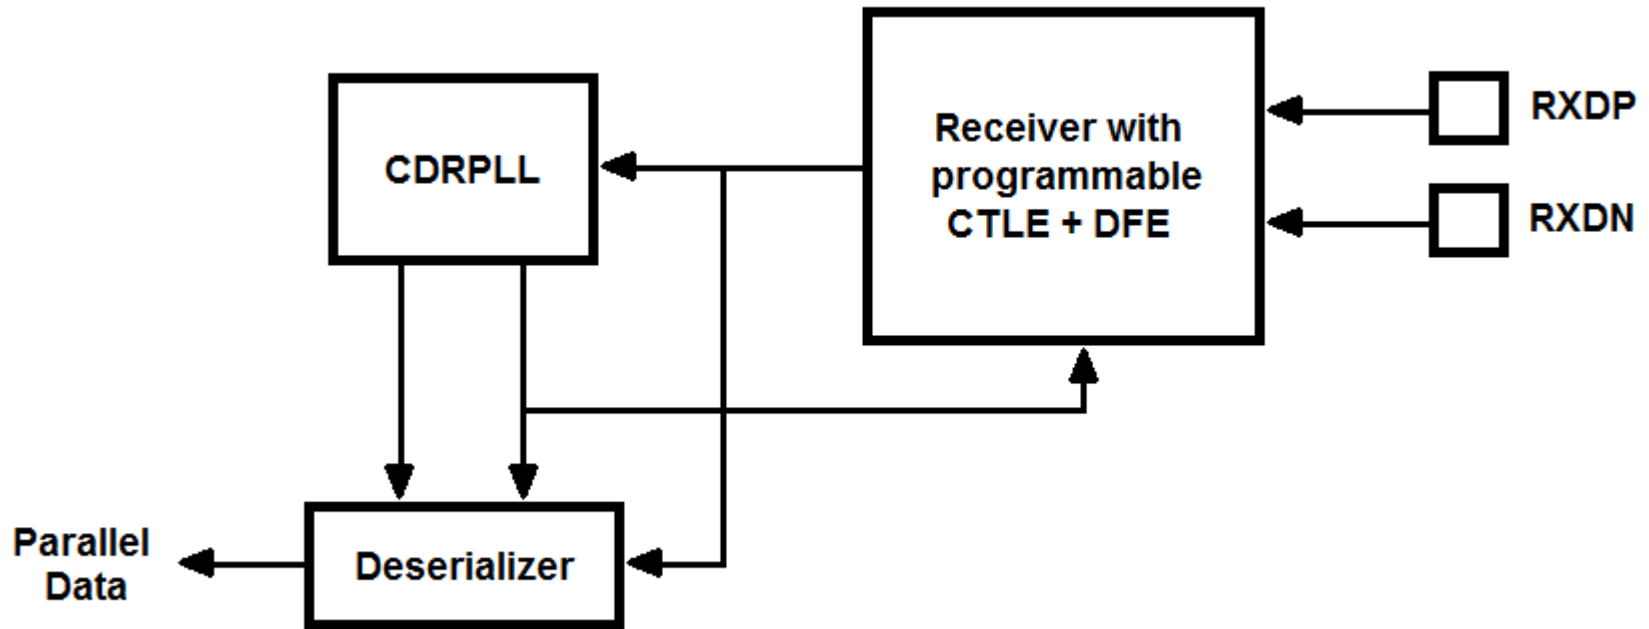 CDRPLL
Receiver with
programmable
CTLE + DFE
RXDP
RXDN
Parallel
Data
Deserializer